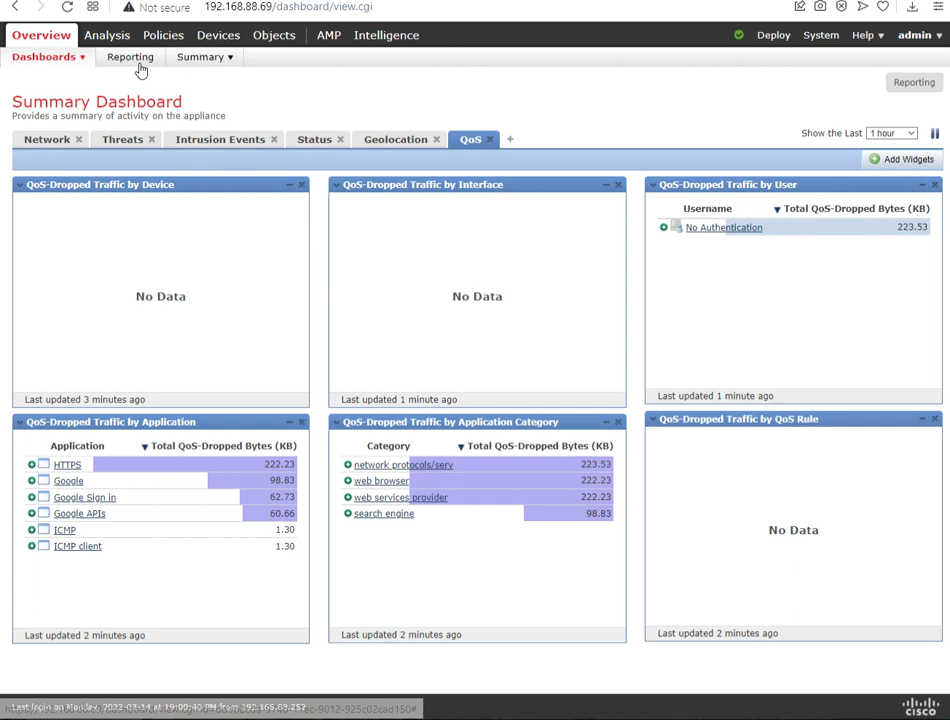 Not secure 192.168.88.69/dashboard/view.cgi
Overview Analysis Policies Devices Objects AMP Intelligence Deploy System Help ▾ admin ▾
Dashboards ▾ Reporting Summary ▾
Reporting
Summary Dashboard
Provides a summary of activity on the appliance
Network × Threats × Intrusion Events × Status × Geolocation × QoS × +
Show the Last 1 hour
Add Widgets
QoS-Dropped Traffic by Device
No Data
Last updated 3 minutes ago
QoS-Dropped Traffic by Interface
No Data
Last updated 1 minute ago
QoS-Dropped Traffic by User
Username ▼ Total QoS-Dropped Bytes (KB)
No Authentication 223.53
Last updated 1 minute ago
QoS-Dropped Traffic by Application
Application ▼ Total QoS-Dropped Bytes (KB)
HTTPS 222.23
Google 98.83
Google Sign in 62.73
Google APIs 60.66
ICMP 1.30
ICMP client 1.30
Last updated 2 minutes ago
QoS-Dropped Traffic by Application Category
Category ▼ Total QoS-Dropped Bytes (KB)
network protocols/serv 223.53
web browser 222.23
web services provider 222.23
search engine 98.83
Last updated 2 minutes ago
QoS-Dropped Traffic by QoS Rule
No Data
Last updated 2 minutes ago
Last login on Monday, 2022-03-14 at
cisco